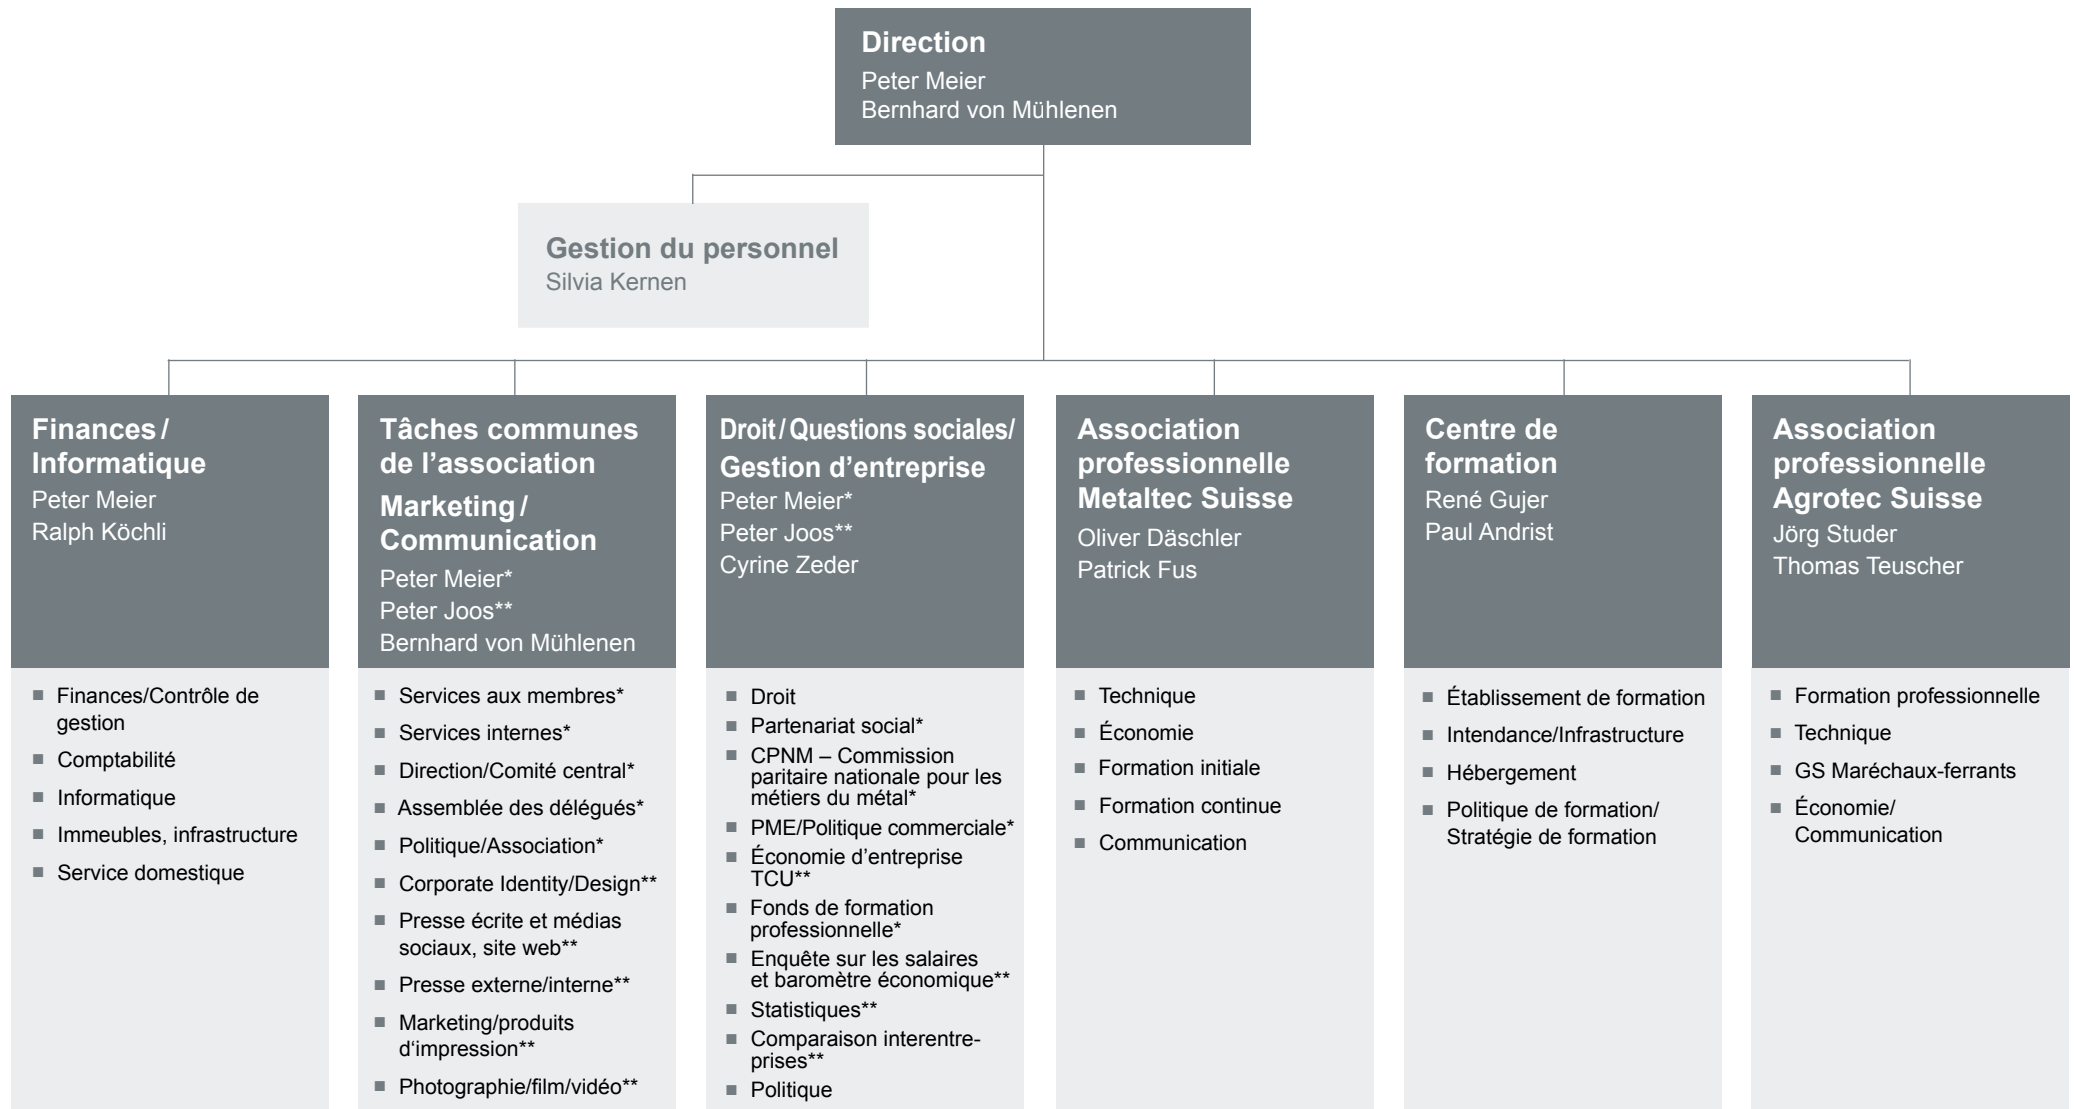 Direction
Peter Meier
Bernhard von Mühlenen
Gestion du personnel
Silvia Kernen
Finances/
Informatique
Peter Meier
Ralph Köchli
Finances/Contrôle de
gestion
Comptabilité
Informatique
Immeubles, infrastructure
Service domestique
Tâches communes
de l’association
Marketing/
Communication
Peter Meier*
Peter Joos**
Bernhard von Mühlenen
Services aux membres*
Services internes*
Direction/Comité central*
Assemblée des délégués*
Politique/Association*
Corporate Identity/Design**
Presse écrite et médias
sociaux, site web**
Presse externe/interne**
Marketing/produits
d‘impression**
Photographie/film/vidéo**
Droit/Questions sociales/
Gestion d’entreprise
Peter Meier*
Peter Joos**
Cyrine Zeder
Droit
Partenariat social*
CPNM – Commission
paritaire nationale pour les
métiers du métal*
PME/Politique commerciale*
Économie d’entreprise
TCU**
Fonds de formation
professionnelle*
Enquête sur les salaires
et baromètre économique**
Statistiques**
Comparaison interentre-
prises**
Politique
Association
professionnelle
Metaltec Suisse
Oliver Däschler
Patrick Fus
Technique
Économie
Formation initiale
Formation continue
Communication
Centre de
formation
René Gujer
Paul Andrist
Établissement de formation
Intendance/Infrastructure
Hébergement
Politique de formation/
Stratégie de formation
Association
professionnelle
Agrotec Suisse
Jörg Studer
Thomas Teuscher
Formation professionnelle
Technique
GS Maréchaux-ferrants
Économie/
Communication